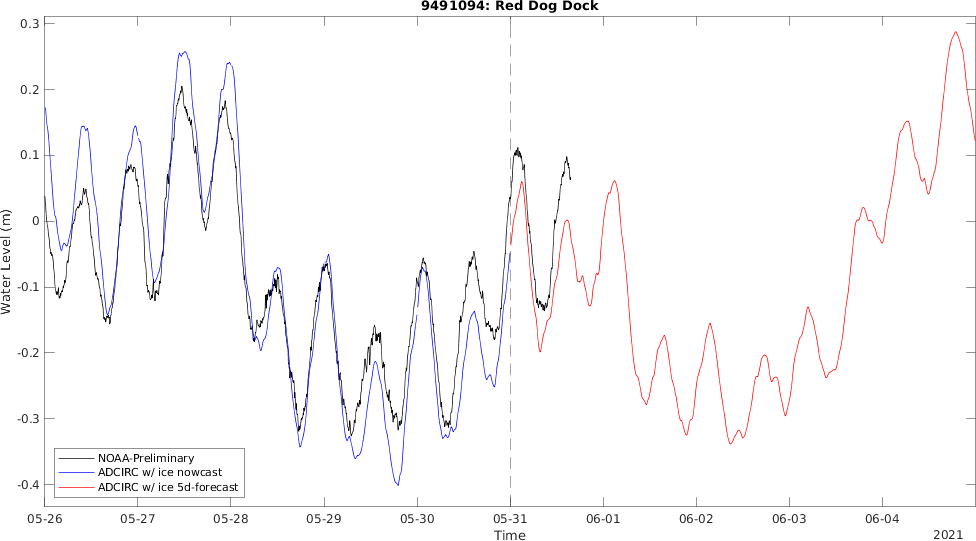 9491094: Red Dog Dock
Water Level (m)
0.3
0.2
0.1
0
-0.1
-0.2
-0.3
-0.4
NOAA-Preliminary
ADCIRC w/ ice nowcast
ADCIRC w/ ice 5d-forecast
05-26 05-27 05-28 05-29 05-30 05-31 06-01 06-02 06-03 06-04
Time
2021